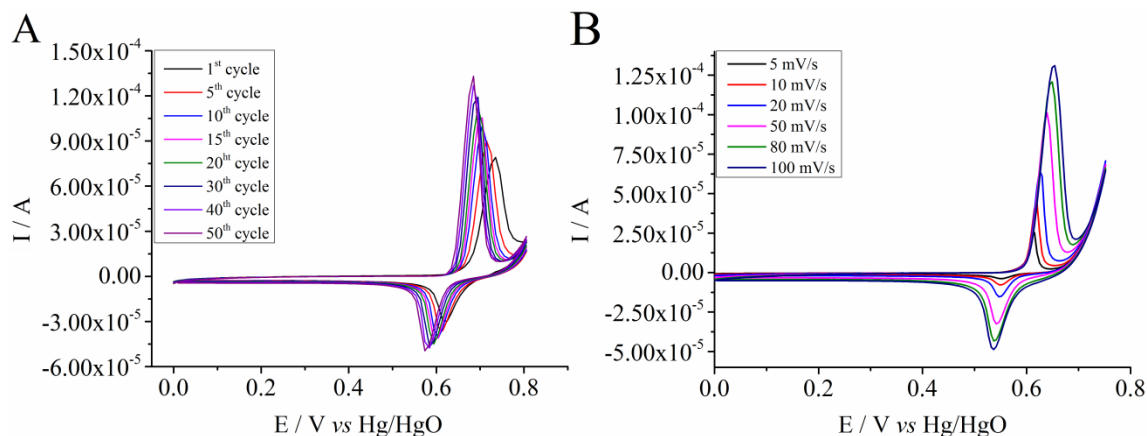 A
1.50x10⁻⁴
1.20x10⁻⁴
9.00x10⁻⁵
6.00x10⁻⁵
3.00x10⁻⁵
0.00
-3.00x10⁻⁵
-6.00x10⁻⁵
I / A
1ˢᵗ cycle
5ᵗʰ cycle
10ᵗʰ cycle
15ᵗʰ cycle
20ʰᵗ cycle
30ᵗʰ cycle
40ᵗʰ cycle
50ᵗʰ cycle
0.0 0.2 0.4 0.6 0.8
E / V vs Hg/HgO
B
1.25x10⁻⁴
1.00x10⁻⁴
7.50x10⁻⁵
5.00x10⁻⁵
2.50x10⁻⁵
0.00
-2.50x10⁻⁵
-5.00x10⁻⁵
I / A
5 mV/s
10 mV/s
20 mV/s
50 mV/s
80 mV/s
100 mV/s
0.0 0.2 0.4 0.6 0.8
E / V vs Hg/HgO